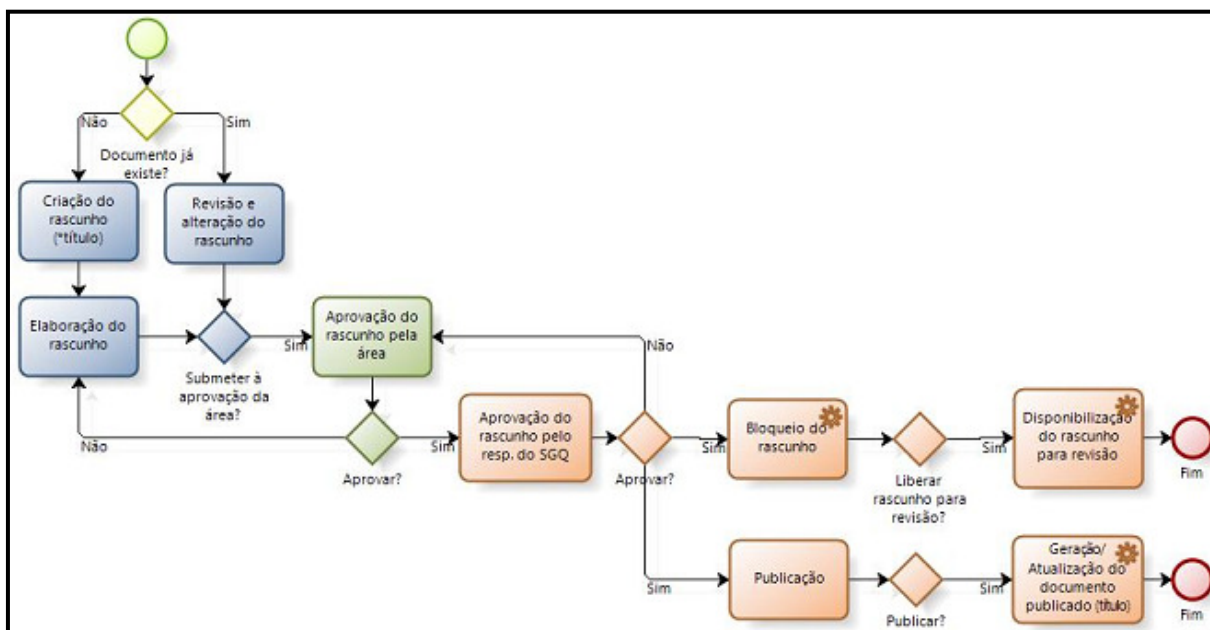 Não
Sim
Documento já
existe?
Criação do
rascunho
(*título)
Revisão e
alteração do
rascunho
Elaboração do
rascunho
Submeter à
aprovação da
área?
Sim
Aprovação do
rascunho pela
área
Não
Não
Aprovar?
Sim
Aprovação do
rascunho pelo
resp. do SGQ
Aprovar?
Sim
Bloqueio do
rascunho
Liberar
rascunho para
revisão?
Sim
Disponibilização
do rascunho
para revisão
Fim
Sim
Publicação
Publicar?
Sim
Geração/
Atualização do
documento
publicado (título)
Fim